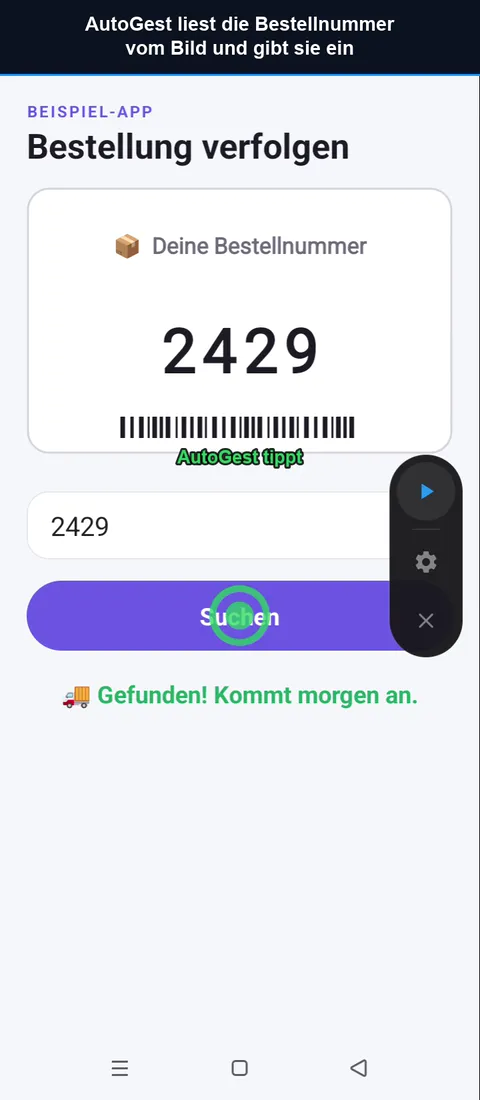 AutoGest liest die Bestellnummer
vom Bild und gibt sie ein
BEISPIEL-APP
Bestellung verfolgen
📦 Deine Bestellnummer
2429
AutoGest tippt
2429
Suchen
🚚 Gefunden! Kommt morgen an.